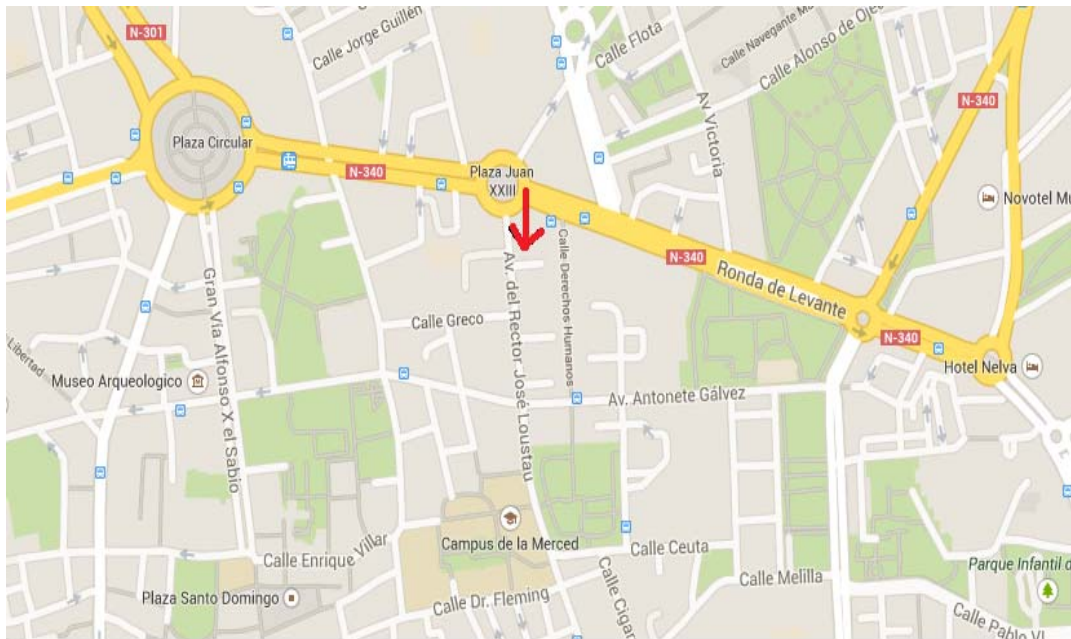 N-301
Calle Jorge Guillén
Calle Flota
Calle Navegante
Calle Alonso de Oje
Av Victoria
N-340
Plaza Circular
N-340
Plaza Juan
XXIII
Novotel Mu
N-340
Ronda de Levante
Calle Derechos Humanos
Av. del Rector José Loustau
Gran Vía Alfonso X el Sabio
Calle Greco
N-340
Libertad
Hotel Nelva
Museo Arqueologico
Av. Antonete Gálvez
Campus de la Merced
Calle Ceuta
Calle Enrique Villar
Parque Infantil d
Calle Melilla
Plaza Santo Domingo
Calle Dr. Fleming
Calle Cigar
Calle Pablo VI